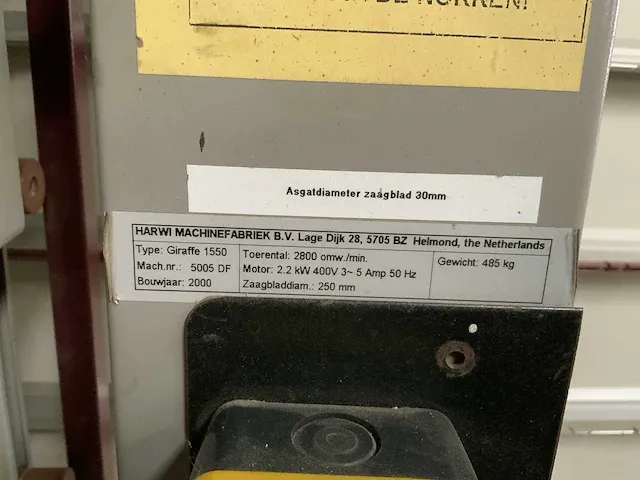 Asgatdiameter zaagblad 30mm
HARWI MACHINEFABRIEK B.V. Lage Dijk 28, 5705 BZ Helmond, the Netherlands
Type: Giraffe 1550
Mach.nr.: 5005 DF
Bouwjaar: 2000
Toerental: 2800 omw./min.
Motor: 2.2 kW 400V 3~ 5 Amp 50 Hz
Zaagbladdiam.: 250 mm
Gewicht: 485 kg